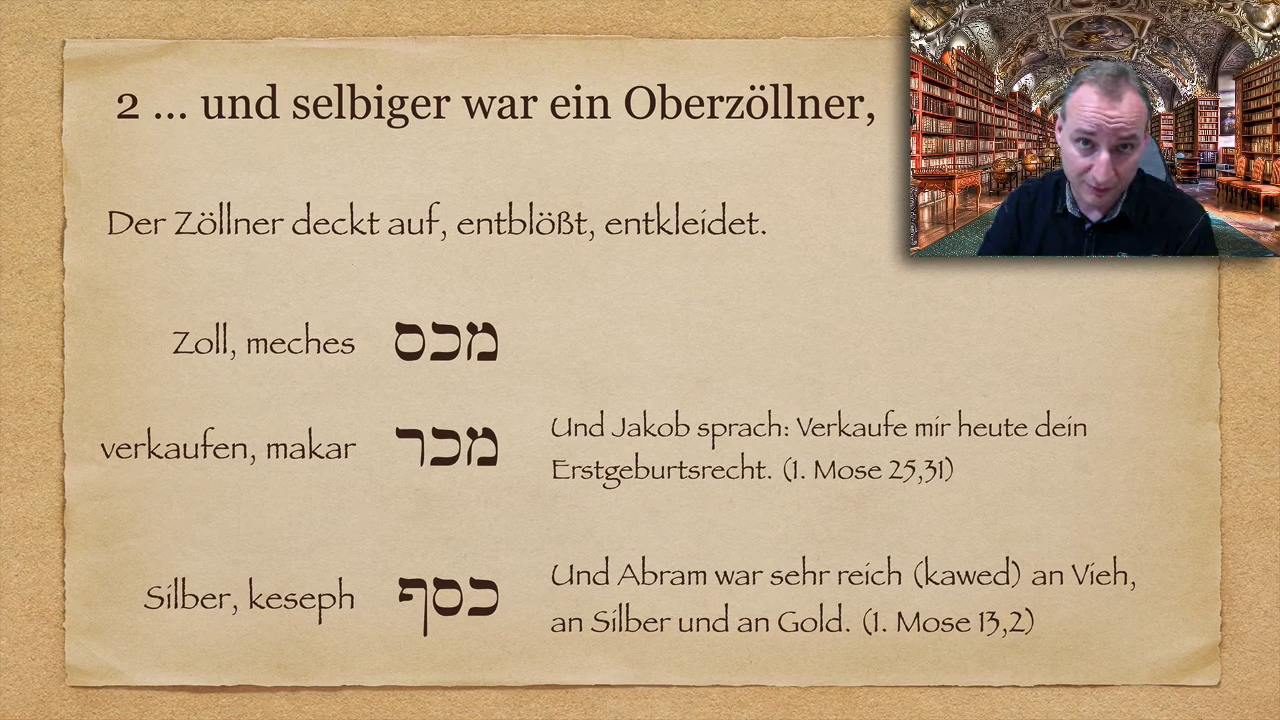 2 ... und selbiger war ein Oberzöllner,
Der Zöllner deckt auf, entblößt, entkleidet.
Zoll, meches מכס
verkaufen, makar מכר
Und Jakob sprach: Verkaufe mir heute dein
Erstgeburtsrecht. (1. Mose 25,31)
Silber, keseph כסף
Und Abram war sehr reich (kawed) an Vieh,
an Silber und an Gold. (1. Mose 13,2)